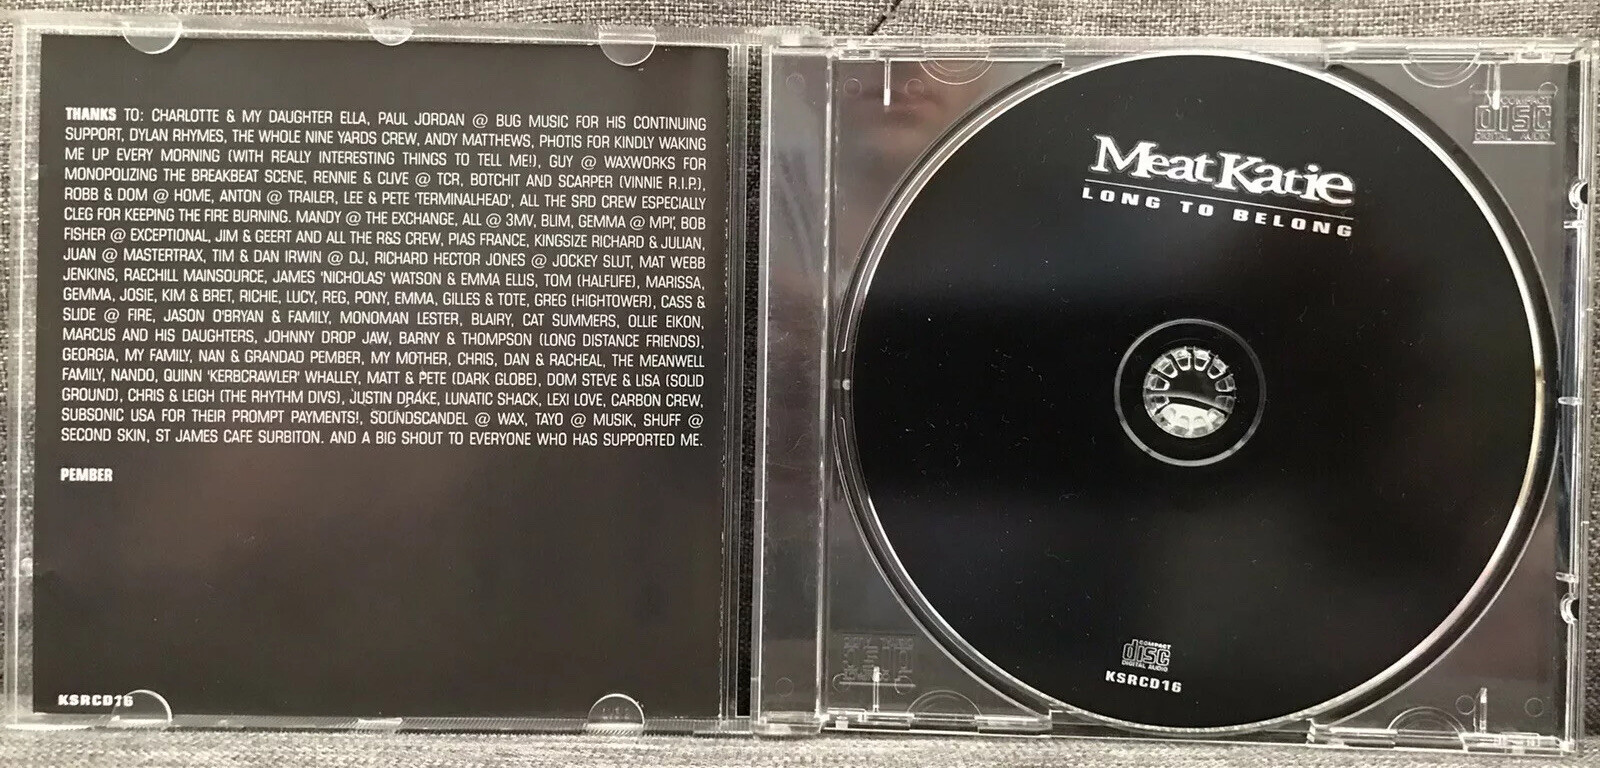 THANKS TO: CHARLOTTE & MY DAUGHTER ELLA, PAUL JORDAN @ BUG MUSIC FOR HIS CONTINUING
SUPPORT, DYLAN RHYMES, THE WHOLE NINE YARDS CREW, ANDY MATTHEWS, PHOTIS FOR KINDLY WAKING
ME UP EVERY MORNING (WITH REALLY INTERESTING THINGS TO TELL ME!), GUY @ WAXWORKS FOR
MONOPOLIZING THE BREAKBEAT SCENE, RENNIE & CLIVE @ TCR, BOTCHIT AND SCARPER (VINNIE R.I.P.),
ROBB & DOM @ HOME, ANTON @ TRAILER, LEE & PETE 'TERMINALHEAD', ALL THE SRD CREW ESPECIALLY
CLEG FOR KEEPING THE FIRE BURNING. MANDY @ THE EXCHANGE, ALL @ 3MV, BLIM, GEMMA @ MPI', BOB
FISHER @ EXCEPTIONAL, JIM & GEERT AND ALL THE R&S CREW, PIAS FRANCE, KINGSIZE RICHARD & JULIAN,
JUAN @ MASTERTRAX, TIM & DAN IRWIN @ DJ, RICHARD HECTOR JONES @ JOCKEY SLUT, MAT WEBB
JENKINS, RAECHILL MAINSOURCE, JAMES 'NICHOLAS' WATSON & EMMA ELLIS, TOM (HALFLIFE), MARISSA,
GEMMA, JOSIE, KIM & BRET, RICHIE, LUCY, REG, PONY, EMMA, GILLES & TOTE, GREG (HIGHTOWER), CASS &
SLIDE @ FIRE, JASON O'BRYAN & FAMILY, MONOMAN LESTER, BLAIRY, CAT SUMMERS, OLLIE EIKON,
MARCUS AND HIS DAUGHTERS, JOHNNY DROP JAW, BARNY & THOMPSON (LONG DISTANCE FRIENDS),
GEORGIA, MY FAMILY, NAN & GRANDAD PEMBER, MY MOTHER, CHRIS, DAN & RACHEAL, THE MEANWELL
FAMILY, NANDO, QUINN 'KERBCRAWLER' WHALLEY, MATT & PETE (DARK GLOBE), DOM STEVE & LISA (SOLID
GROUND), CHRIS & LEIGH (THE RHYTHM DIVS), JUSTIN DRAKE, LUNATIC SHACK, LEXI LOVE, CARBON CREW,
SUBSONIC USA FOR THEIR PROMPT PAYMENTS!, SOUNDSCANDEL @ WAX, TAYO @ MUSIK, SHUFF @
SECOND SKIN, ST JAMES CAFE SURBITON. AND A BIG SHOUT TO EVERYONE WHO HAS SUPPORTED ME.
PEMBER
KSRCD16
Meat Katie
LONG TO BELONG
COMPACT
disc
DIGITAL AUDIO
KSRCD16
COMPACT
disc
DIGITAL AUDIO